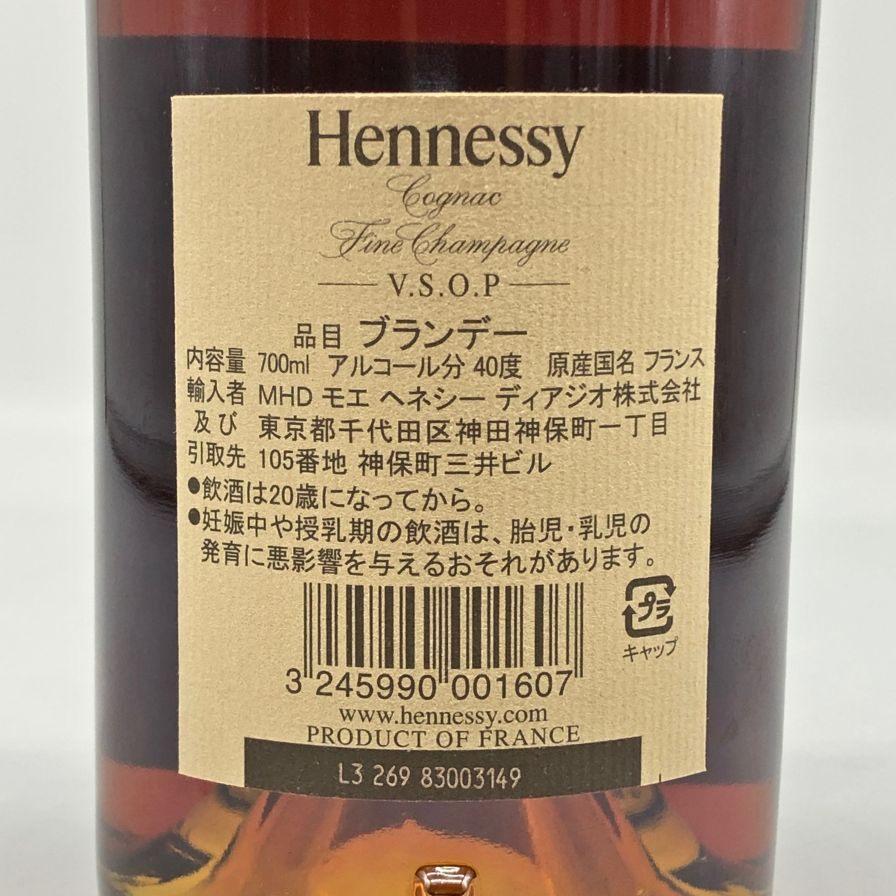 Hennessy
Cognac
Fine Champagne
V.S.O.P
品目 ブランデー
内容量 700ml アルコール分 40度 原産国名 フランス
輸入者 MHD モエ ヘネシー ディアジオ株式会社
及び 東京都千代田区神田神保町一丁目
引取先 105番地 神保町三井ビル
●飲酒は20歳になってから。
●妊娠中や授乳期の飲酒は、胎児・乳児の
発育に悪影響を与えるおそれがあります。
プラ
キャップ
3 245990 001607
www.hennessy.com
PRODUCT OF FRANCE
L3 269 83003149